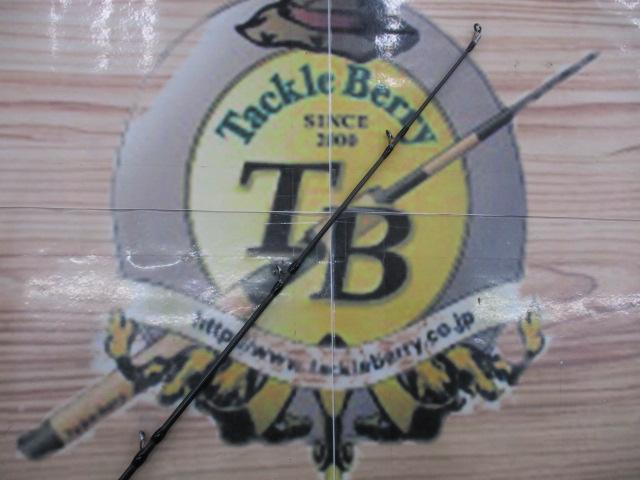 Tackle Berry
SINCE
2000
TB
http://www.tackleberry.co.jp